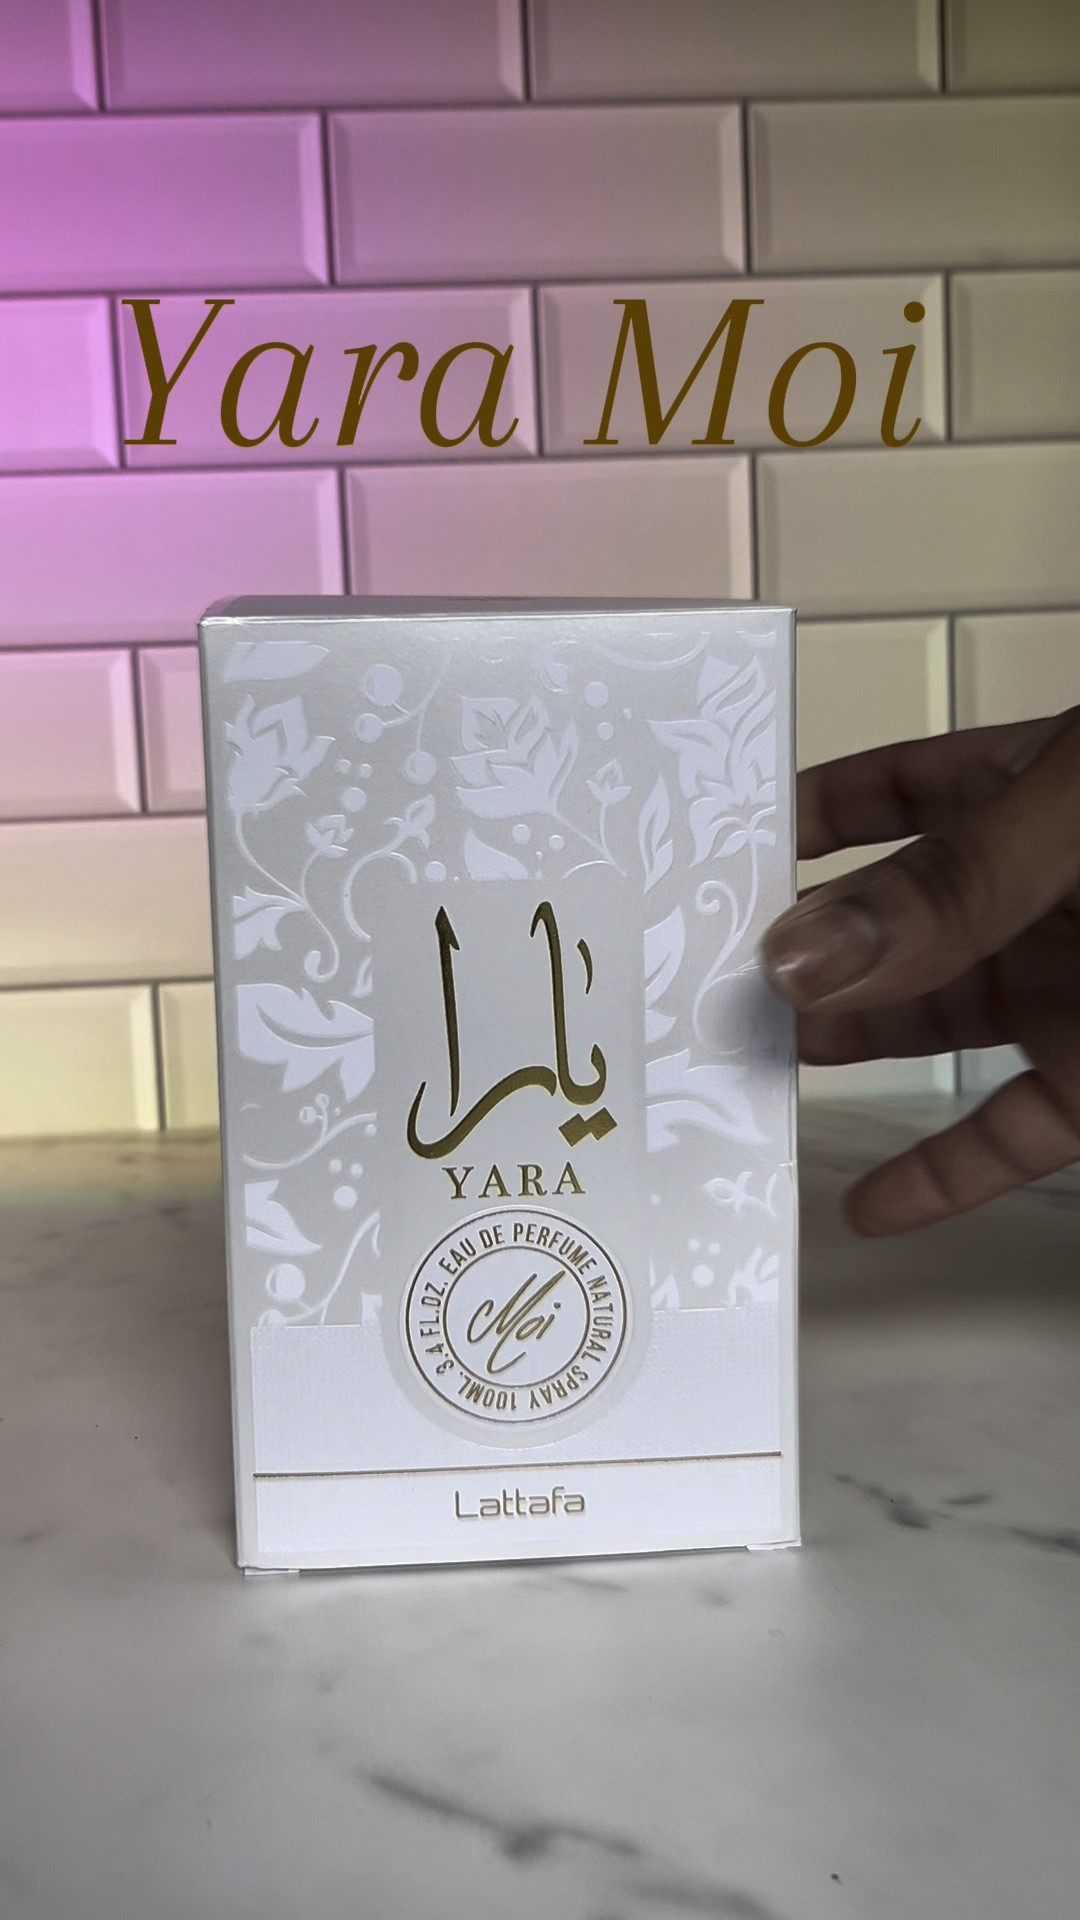 Yara Moi
يارا
YARA
EAU DE PERFUME NATURAL SPRAY 100ML. 3.4 FL.OZ.
Moi
Lattafa